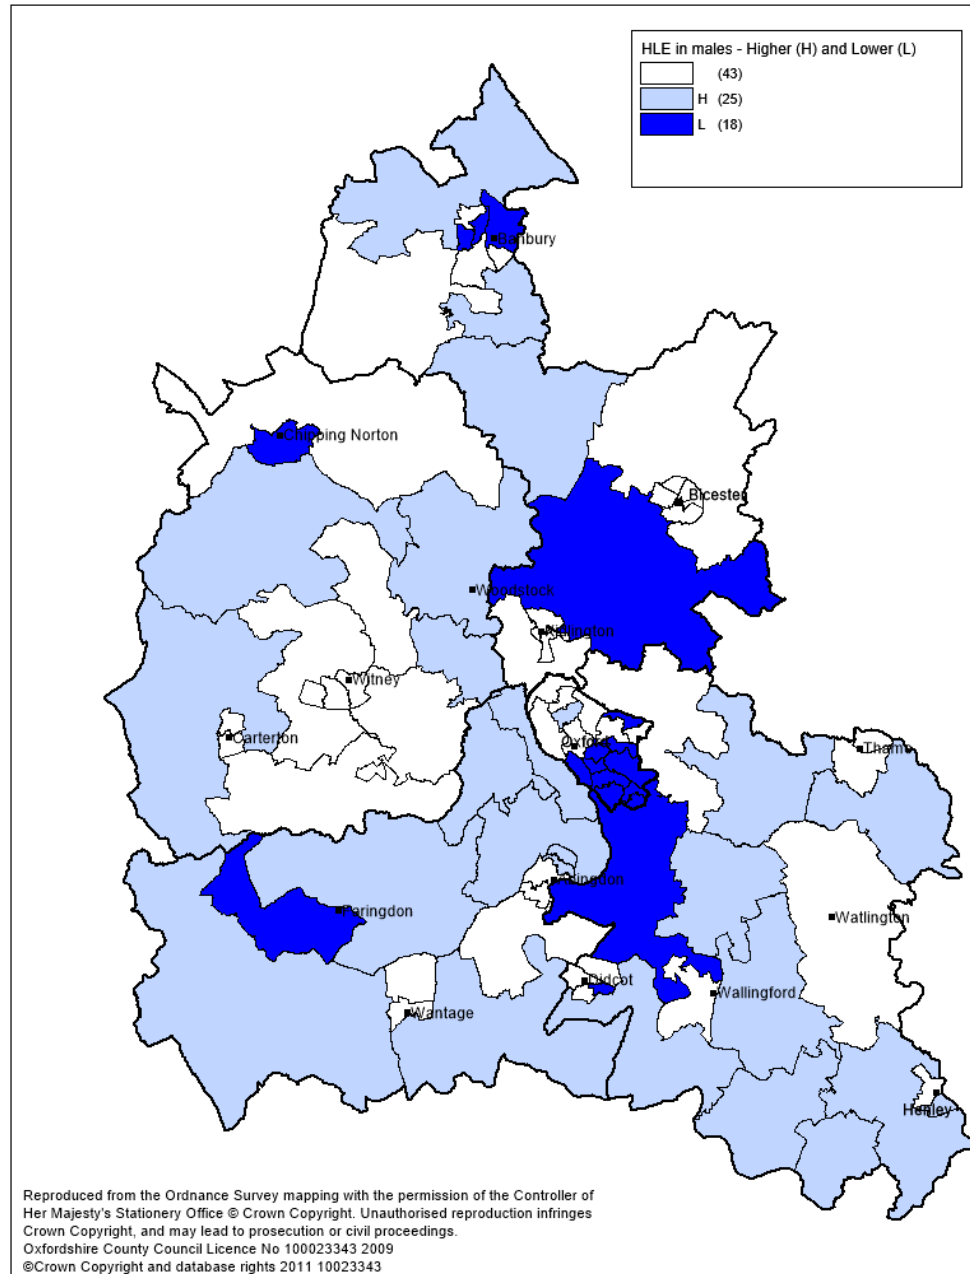 HLE in males - Higher (H) and Lower (L)
(43)
H (25)
L (18)
Banbury
Chipping Norton
Bicester
Woodstock
Kidlington
Witney
Carterton
Oxford
Thame
Abingdon
Faringdon
Watlington
Didcot
Wallingford
Wantage
Henley
Reproduced from the Ordnance Survey mapping with the permission of the Controller of
Her Majesty's Stationery Office © Crown Copyright. Unauthorised reproduction infringes
Crown Copyright, and may lead to prosecution or civil proceedings.
Oxfordshire County Council Licence No 100023343 2009
©Crown Copyright and database rights 2011 10023343